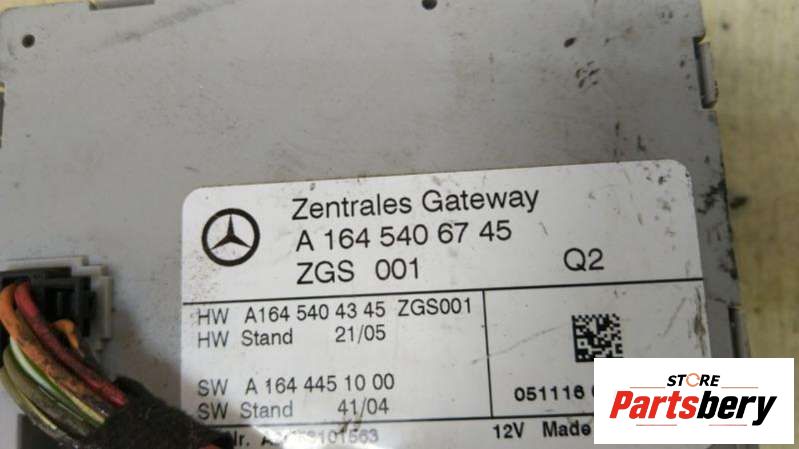 Zentrales Gateway
A 164 540 67 45
ZGS 001 Q2
HW A164 540 43 45 ZGS001
HW Stand 21/05
SW A 164 445 10 00
SW Stand 41/04
051116
12V Made
STORE
Partsbery